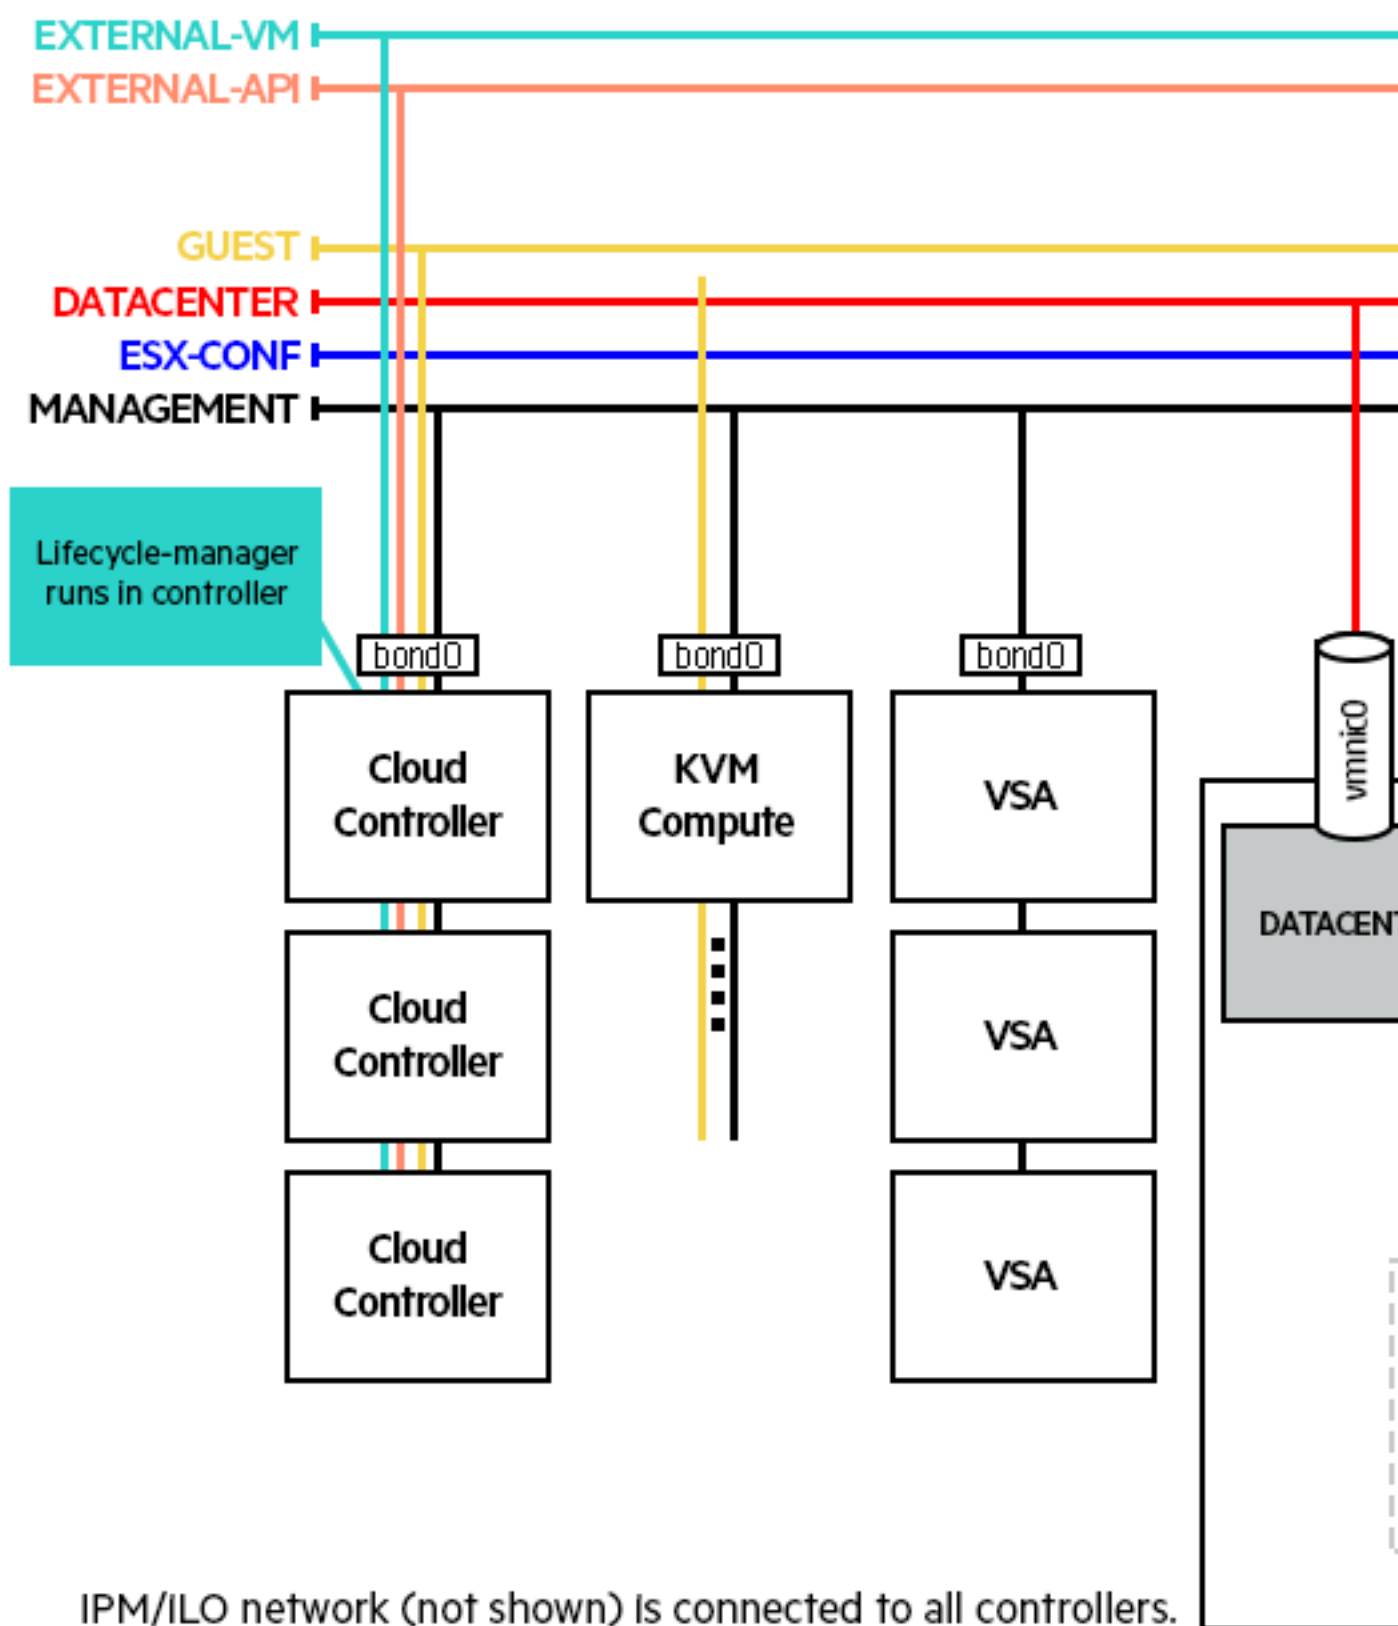 EXTERNAL-VM
EXTERNAL-API
GUEST
DATACENTER
ESX-CONF
MANAGEMENT
Lifecycle-manager
runs in controller
bond0
bond0
bond0
vmnic0
Cloud
Controller
KVM
Compute
VSA
DATACENT
Cloud
Controller
VSA
Cloud
Controller
VSA
IPM/ILO network (not shown) is connected to all controllers.